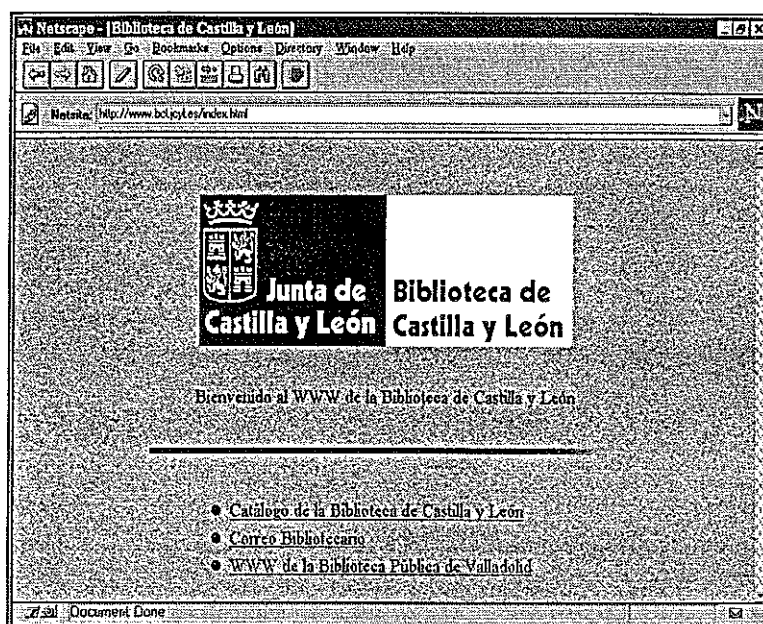 Netscape - [Biblioteca de Castilla y León]
File Edit View Go Bookmarks Options Directory Window Help
Netsite: http://www.bcl.jcyl.es/index.html
N
Junta de
Castilla y León
Biblioteca de
Castilla y León
Bienvenido al WWW de la Biblioteca de Castilla y León
Catálogo de la Biblioteca de Castilla y León
Correo Bibliotecario
WWW de la Biblioteca Pública de Valladolid
Document Done